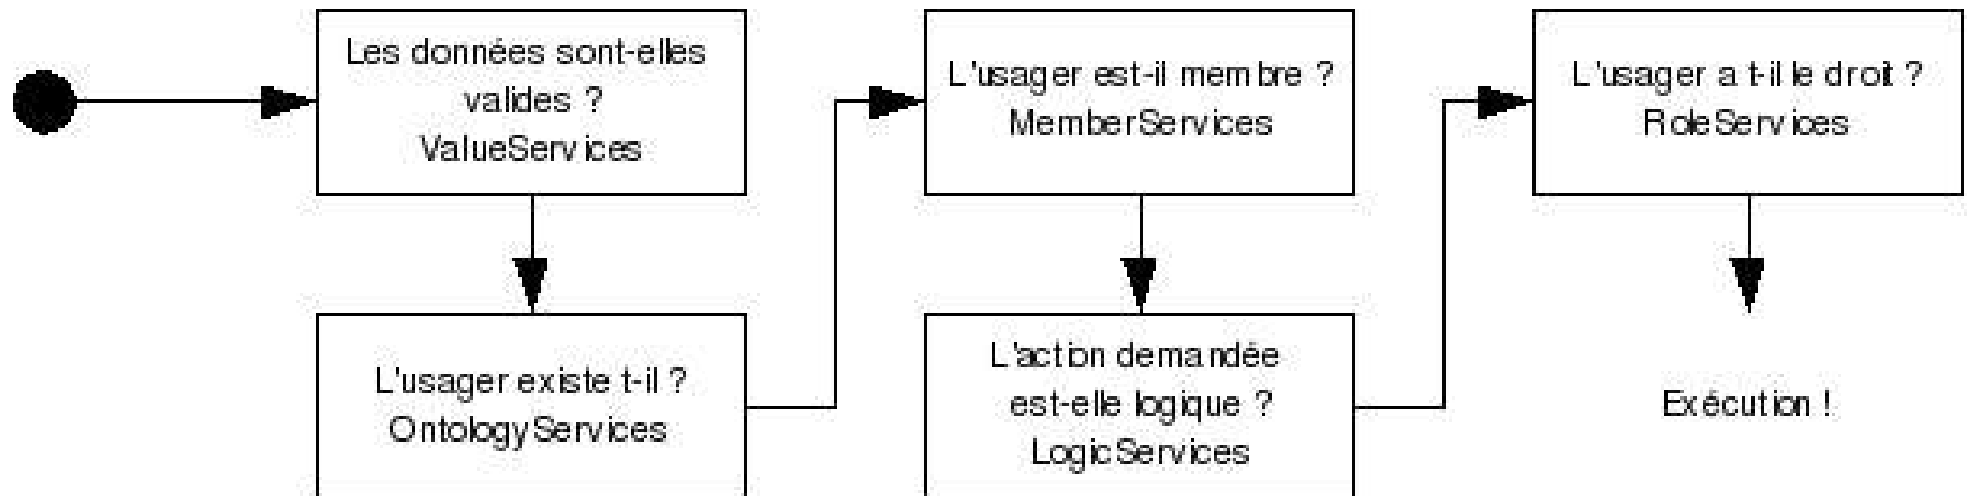 Les données sont-elles
valides ?
ValueServices
L'usager existe t-il ?
OntologyServices
L'usager est-il membre ?
MemberServices
L'action demandée
est-elle logique ?
LogicServices
L'usager a t-il le droit ?
RoleServices
Exécution !